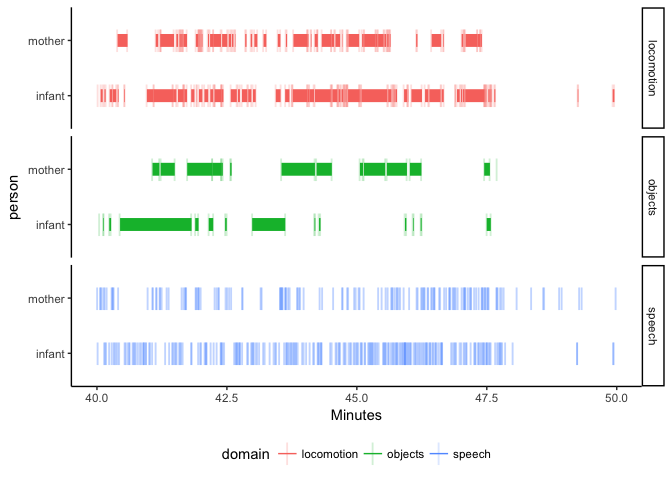 mother
infant
locomotion
mother
infant
objects
mother
infant
speech
person
40.0 42.5 45.0 47.5 50.0
Minutes
domain locomotion objects speech